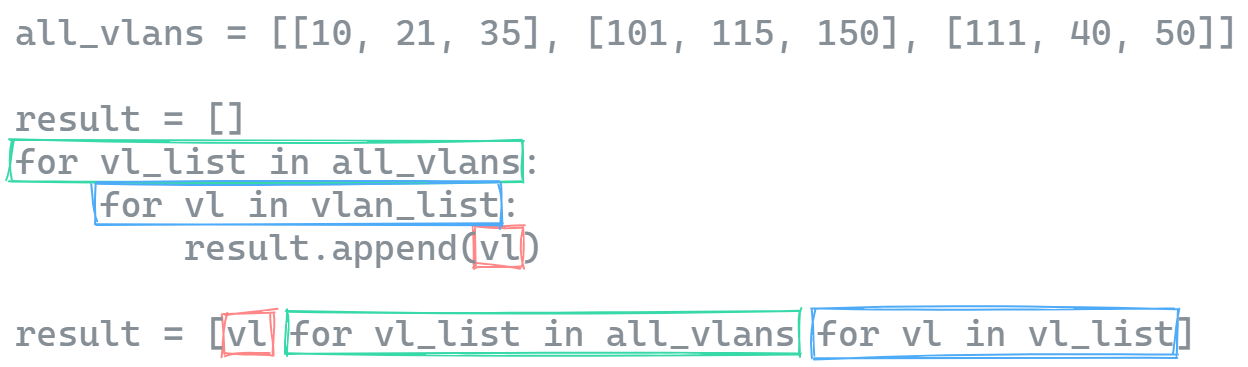 all_vlans = [[10, 21, 35], [101, 115, 150], [111, 40, 50]]
result = []
for vl_list in all_vlans:
    for vl in vlan_list:
        result.append(vl)
result = [vl for vl_list in all_vlans for vl in vl_list]